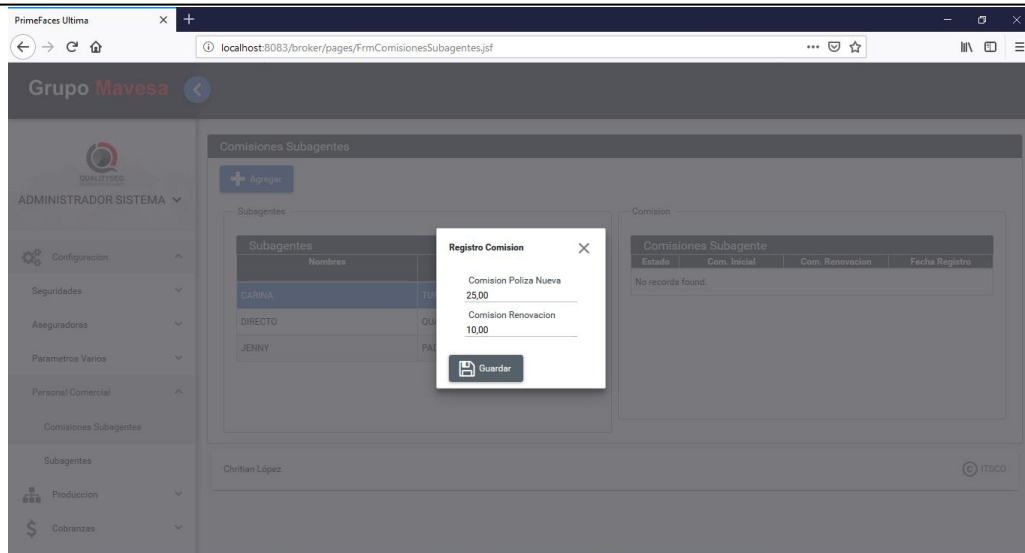 PrimeFaces Ultima
localhost:8083/broker/pages/FrmComisionesSubagentes.jsf
Grupo Mavesa
QUALITYSEG
ADMINISTRADOR SISTEMA
Configuracion
Seguridades
Aseguradoras
Parametros Varios
Personal Comercial
Comisiones Subagentes
Subagentes
Produccion
Cobranzas
Comisiones Subagentes
Agregar
Subagentes
Subagentes
Nombres
CARINA
DIRECTO
JENNY
Registro Comision
Comision Poliza Nueva
25,00
Comision Renovacion
10,00
Guardar
Comision
Comisiones Subagente
Estado Com. Inicial Com. Renovacion Fecha Registro
No records found.
Chritian López
© ITSCO